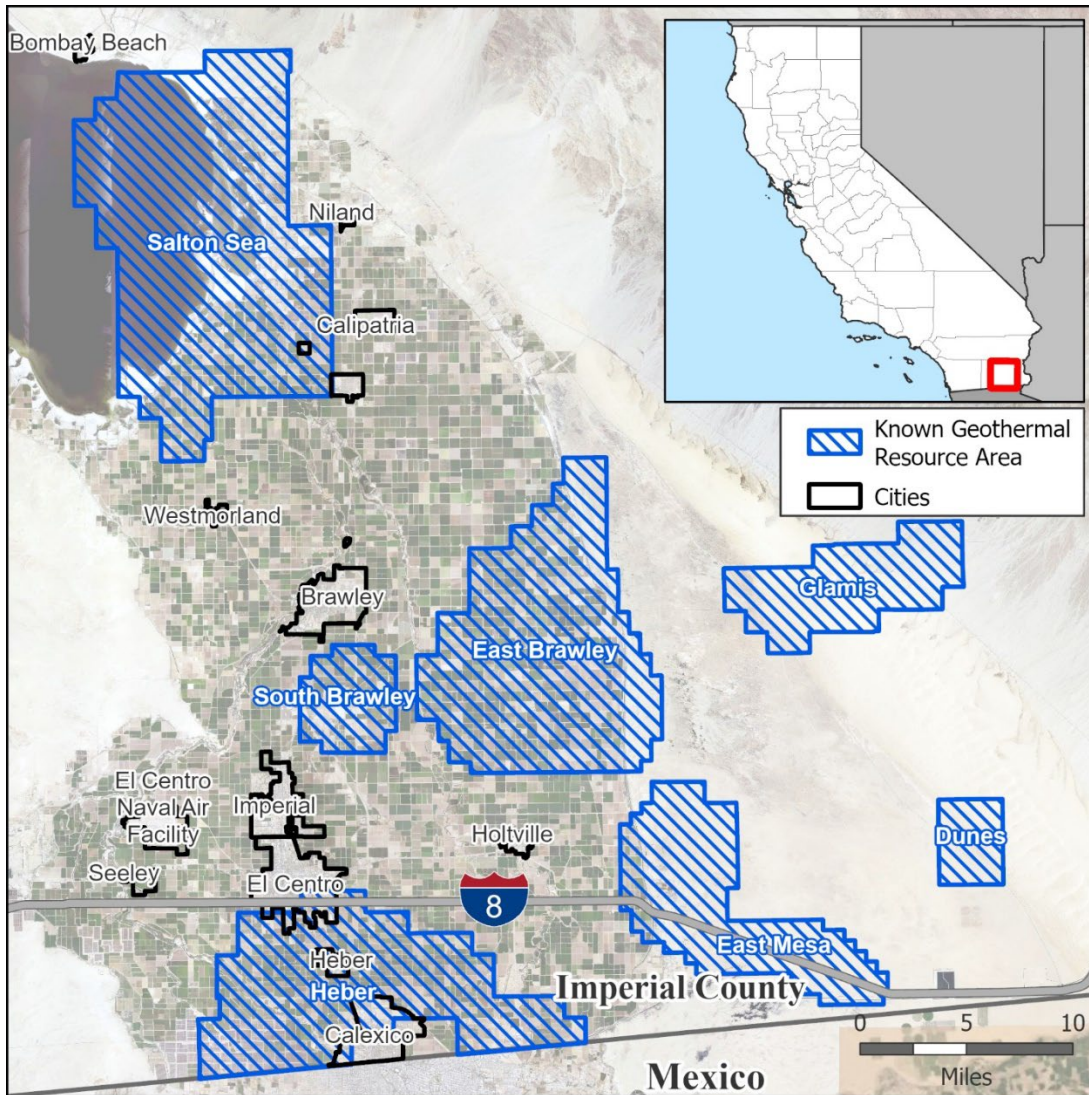 Bombay Beach
Niland
Salton Sea
Calipatria
Known Geothermal
Resource Area
Cities
Westmorland
Glamis
Brawley
East Brawley
South Brawley
El Centro
Naval Air
Facility
Imperial
Holtville
Dunes
Seeley
El Centro
8
East Mesa
Heber
Heber
Imperial County
Calexico
0
5
10
Miles
Mexico